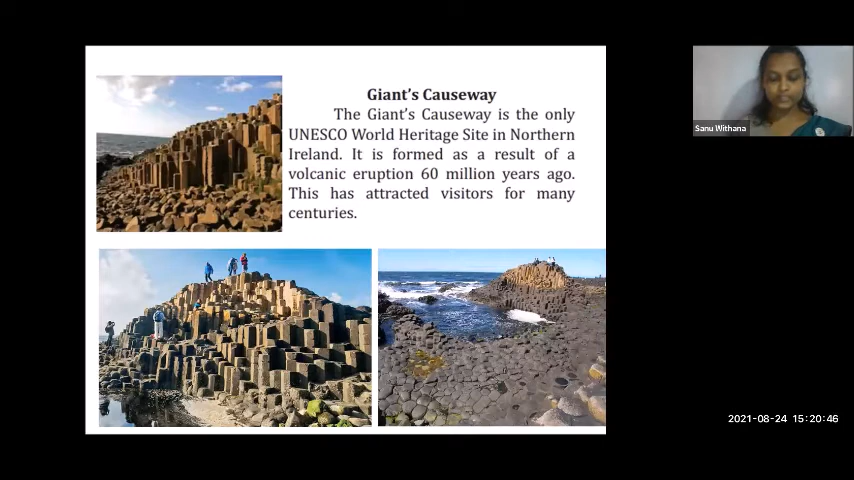 Giant's Causeway
The Giant's Causeway is the only
UNESCO World Heritage Site in Northern
Ireland. It is formed as a result of a
volcanic eruption 60 million years ago.
This has attracted visitors for many
centuries.
Sanu Withana
2021-08-24 15:20:46